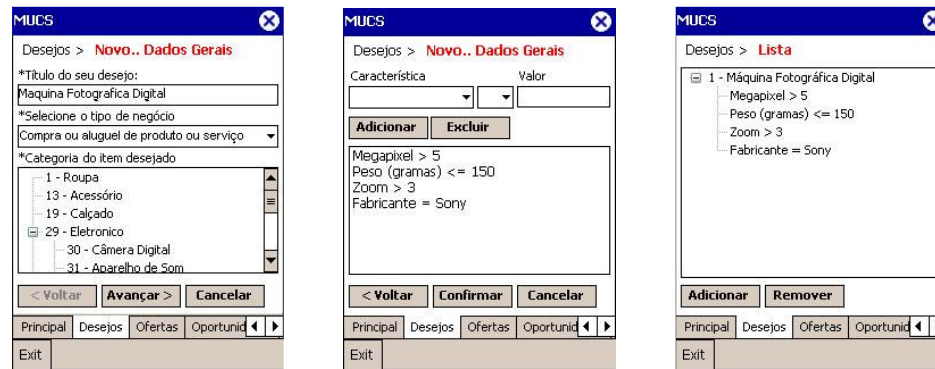 MUCS
Desejos > Novo.. Dados Gerais
*Título do seu desejo:
Maquina Fotografica Digital
*Selecione o tipo de negócio
Compra ou aluguel de produto ou serviço
*Categoria do item desejado
1 - Roupa
13 - Acessório
19 - Calçado
29 - Eletronico
30 - Câmera Digital
31 - Aparelho de Som
< Voltar Avançar > Cancelar
Principal Desejos Ofertas Oportunid
Exit
MUCS
Desejos > Novo.. Dados Gerais
Característica Valor
Adicionar Excluir
Megapixel > 5
Peso (gramas) <= 150
Zoom > 3
Fabricante = Sony
< Voltar Confirmar Cancelar
Principal Desejos Ofertas Oportunid
Exit
MUCS
Desejos > Lista
1 - Máquina Fotográfica Digital
Megapixel > 5
Peso (gramas) <= 150
Zoom > 3
Fabricante = Sony
Adicionar Remover
Principal Desejos Ofertas Oportunid
Exit